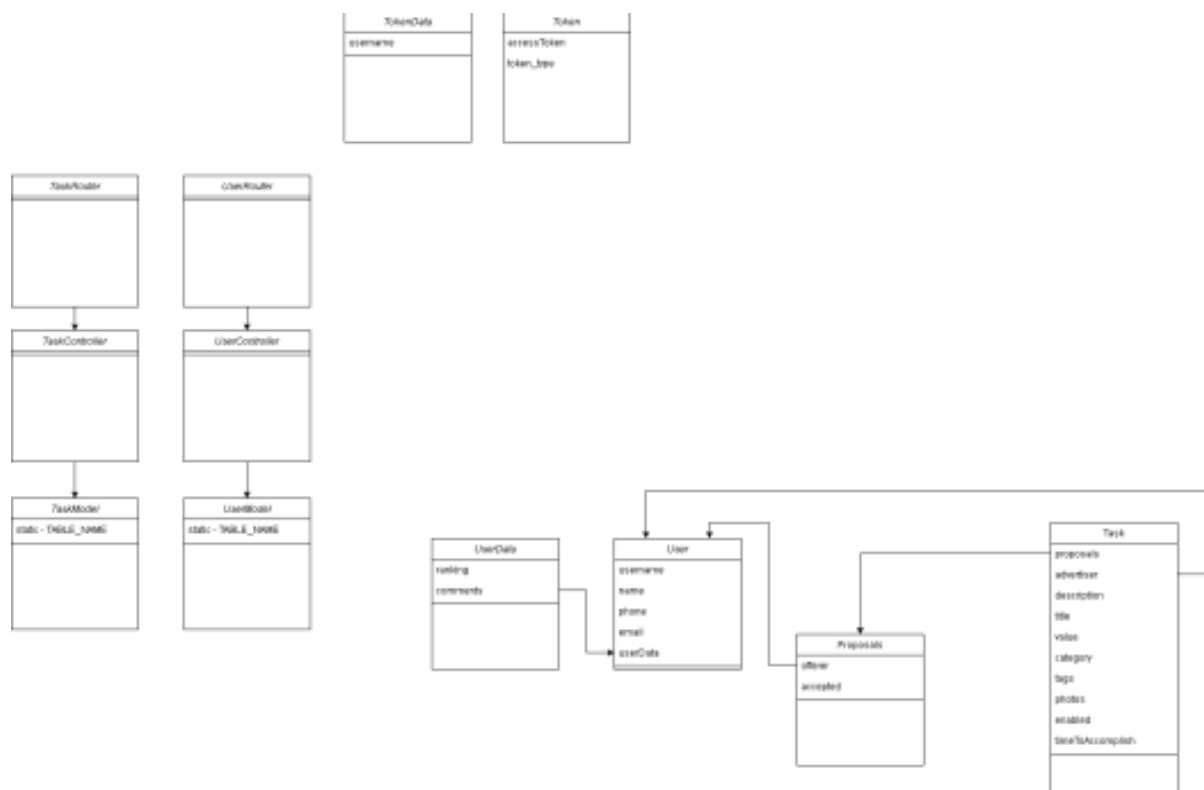 TokenData
username
Token
accessToken
token_type
TaskRouter
UserRouter
TaskController
UserController
TaskModel
static - TABLE_NAME
UserModel
static - TABLE_NAME
UserData
ranking
comments
User
username
name
phone
email
userData
Proposals
offerer
accepted
Task
proposals
advertiser
description
title
value
category
tags
photos
enabled
timeToAccomplish